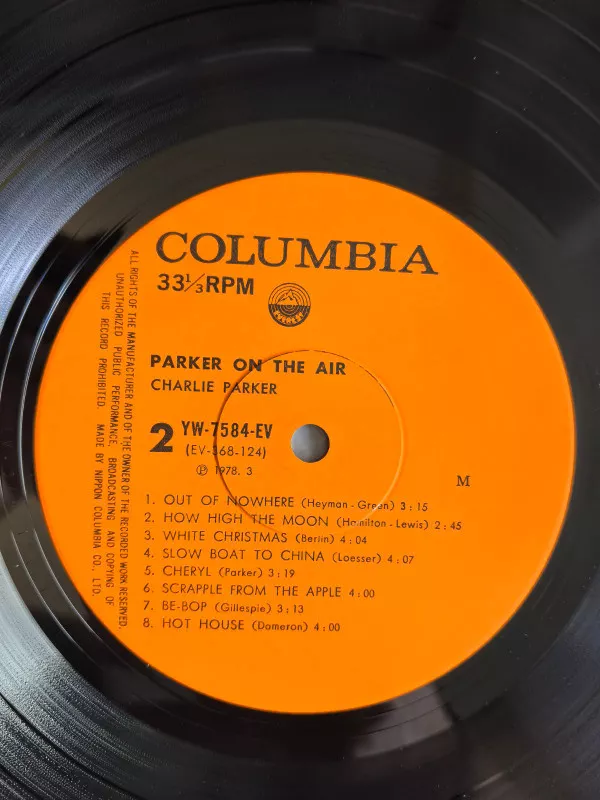 COLUMBIA
33⅓RPM
EVEREST
PARKER ON THE AIR
CHARLIE PARKER
2 YW-7584-EV
(EV-368-124)
Ⓟ 1978. 3
M
1. OUT OF NOWHERE (Heyman - Green) 3 : 15
2. HOW HIGH THE MOON (Hamilton - Lewis) 2 : 45
3. WHITE CHRISTMAS (Berlin) 4 : 04
4. SLOW BOAT TO CHINA (Loesser) 4 : 07
5. CHERYL (Parker) 3 : 19
6. SCRAPPLE FROM THE APPLE 4 : 00
7. BE-BOP (Gillespie) 3 : 13
8. HOT HOUSE (Domeron) 4 : 00
ALL RIGHTS OF THE MANUFACTURER AND OF THE OWNER OF THE RECORDED WORK RESERVED.
UNAUTHORIZED PUBLIC PERFORMANCE, BROADCASTING AND COPYING OF
THIS RECORD PROHIBITED. MADE BY NIPPON COLUMBIA CO., LTD.